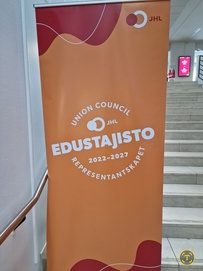 JHL
UNION COUNCIL
JHL
EDUSTAJISTO
2022–2027
REPRESENTANTSKAPET